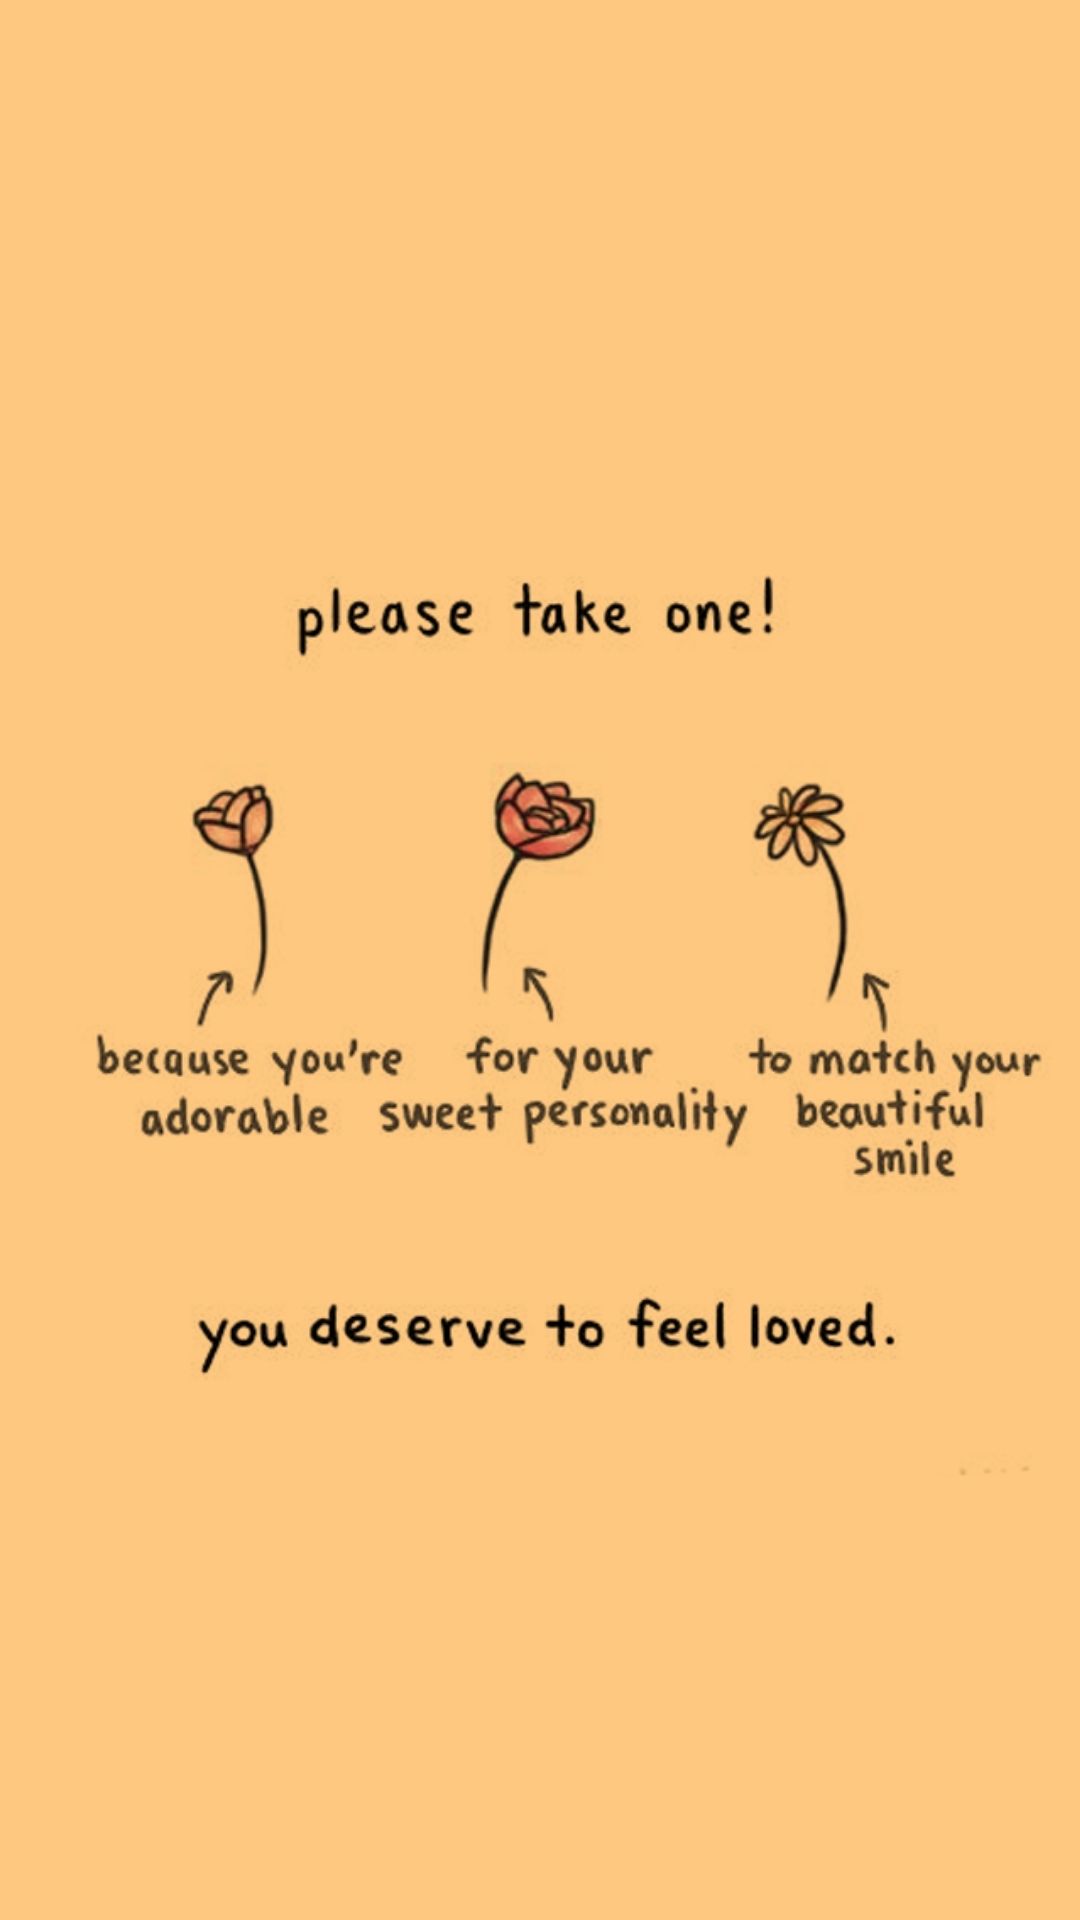 please take one!
because you're
adorable
for your
sweet personality
to match your
beautiful
smile
you deserve to feel loved.